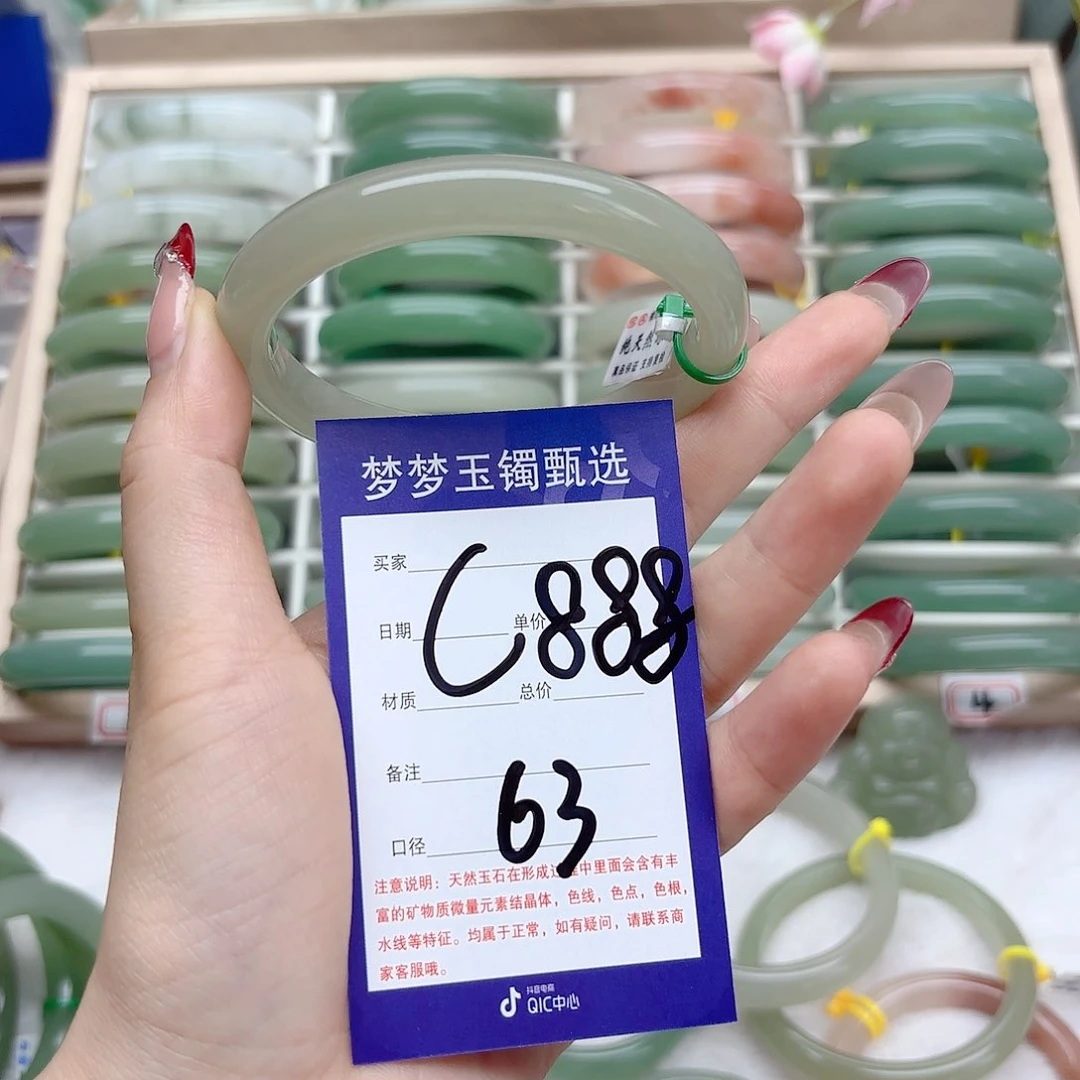 纯天然
梦梦玉镯甄选
买家
C888
日期
单价
材质
总价
备注
63
口径
注意说明：天然玉石在形成过程中里面会含有丰
富的矿物质微量元素结晶体，色线，色点，色根，
水线等特征。均属于正常，如有疑问，请联系商
家客服哦。
抖音电商
QIC中心
4